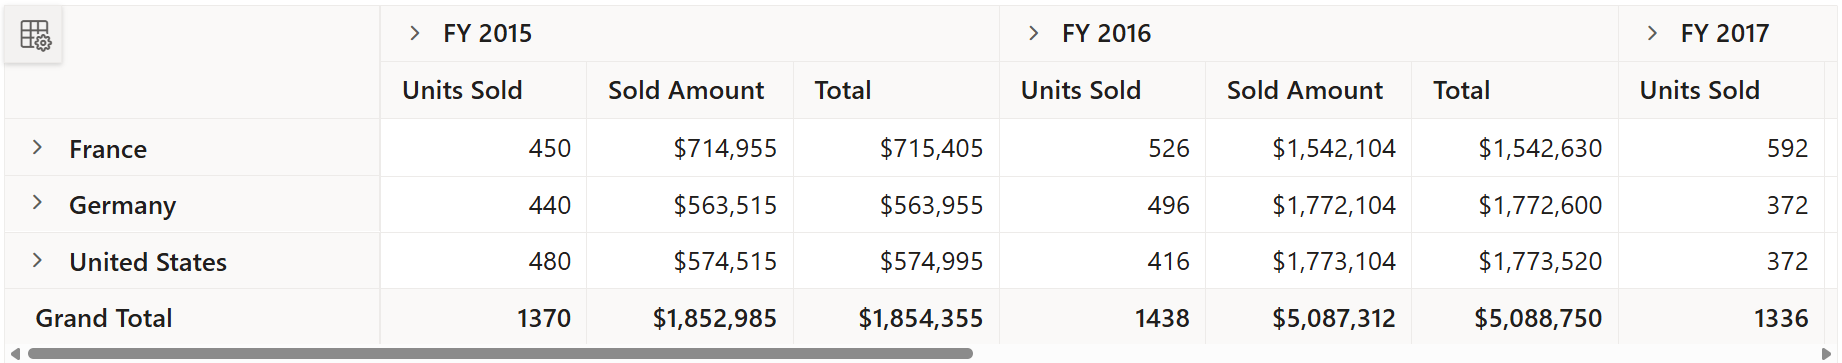 FY 2015 FY 2016 FY 2017
Units Sold Sold Amount Total Units Sold Sold Amount Total Units Sold
France 450 $714,955 $715,405 526 $1,542,104 $1,542,630 592
Germany 440 $563,515 $563,955 496 $1,772,104 $1,772,600 372
United States 480 $574,515 $574,995 416 $1,773,104 $1,773,520 372
Grand Total 1370 $1,852,985 $1,854,355 1438 $5,087,312 $5,088,750 1336